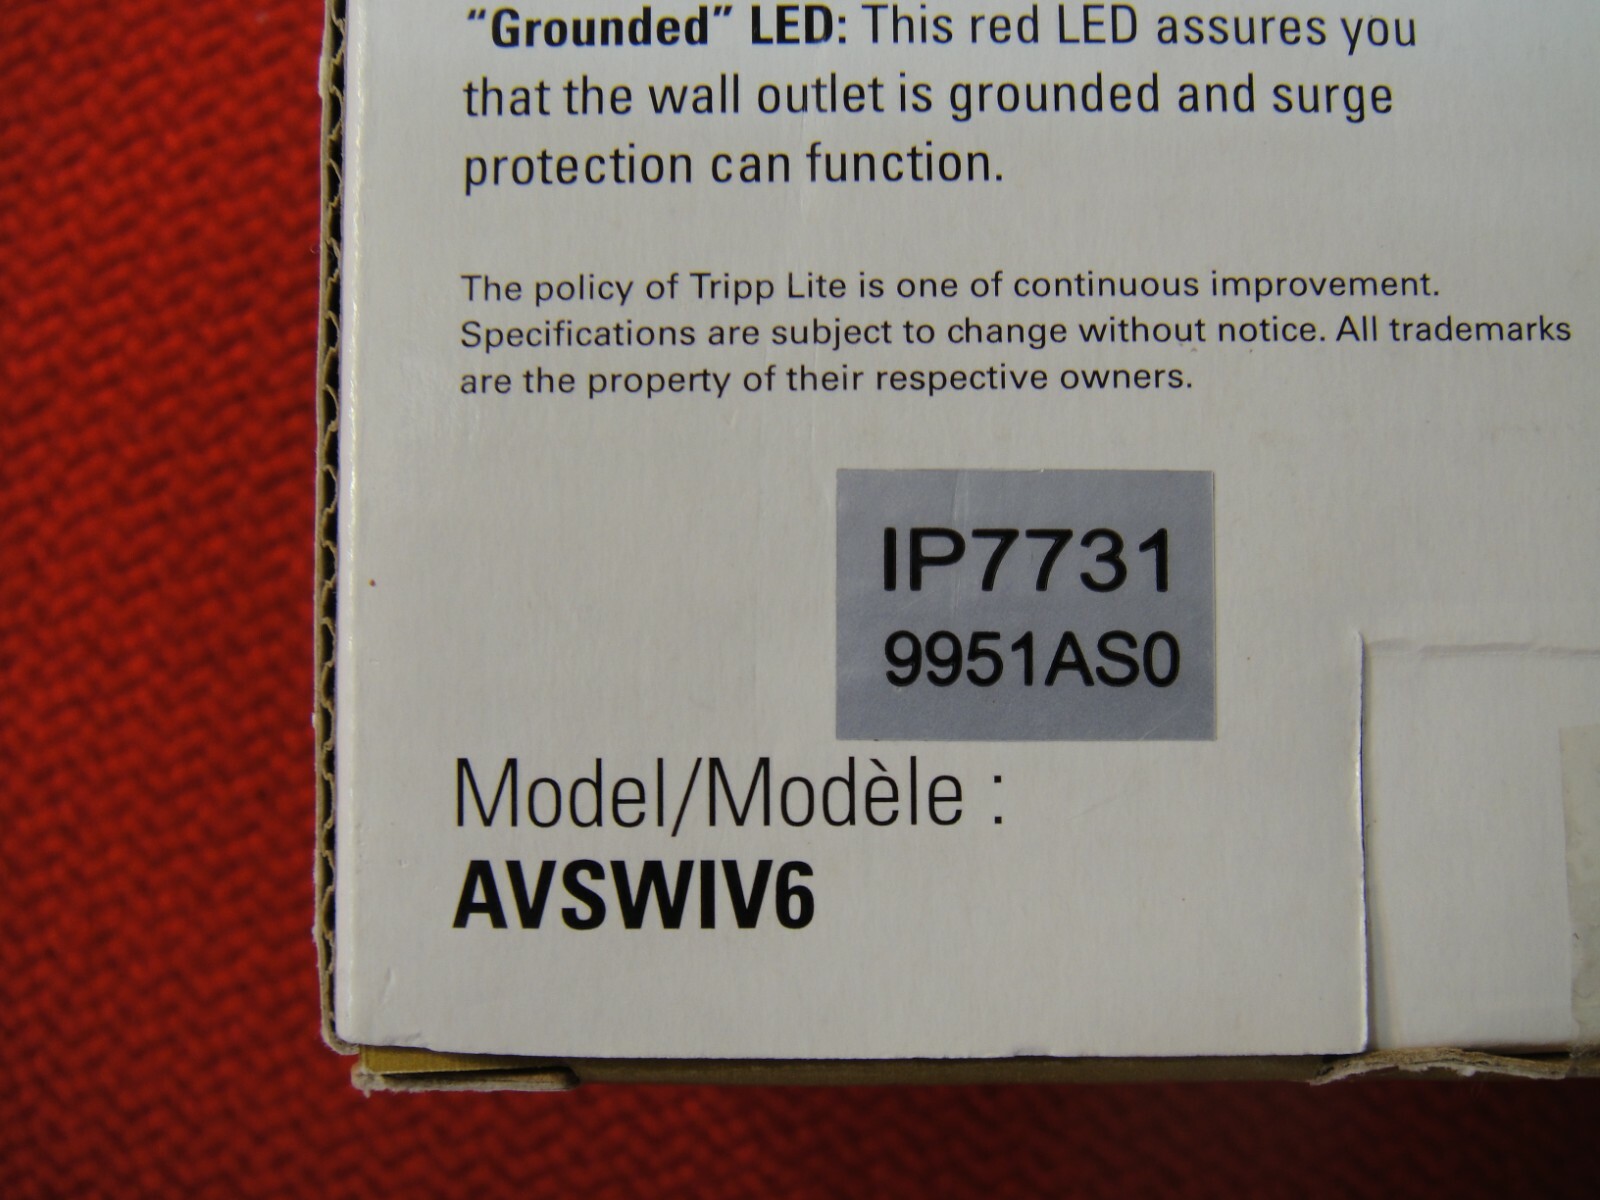 “Grounded” LED: This red LED assures you
that the wall outlet is grounded and surge
protection can function.
The policy of Tripp Lite is one of continuous improvement.
Specifications are subject to change without notice. All trademarks
are the property of their respective owners.
IP7731
9951AS0
Model/Modèle :
AVSWIV6